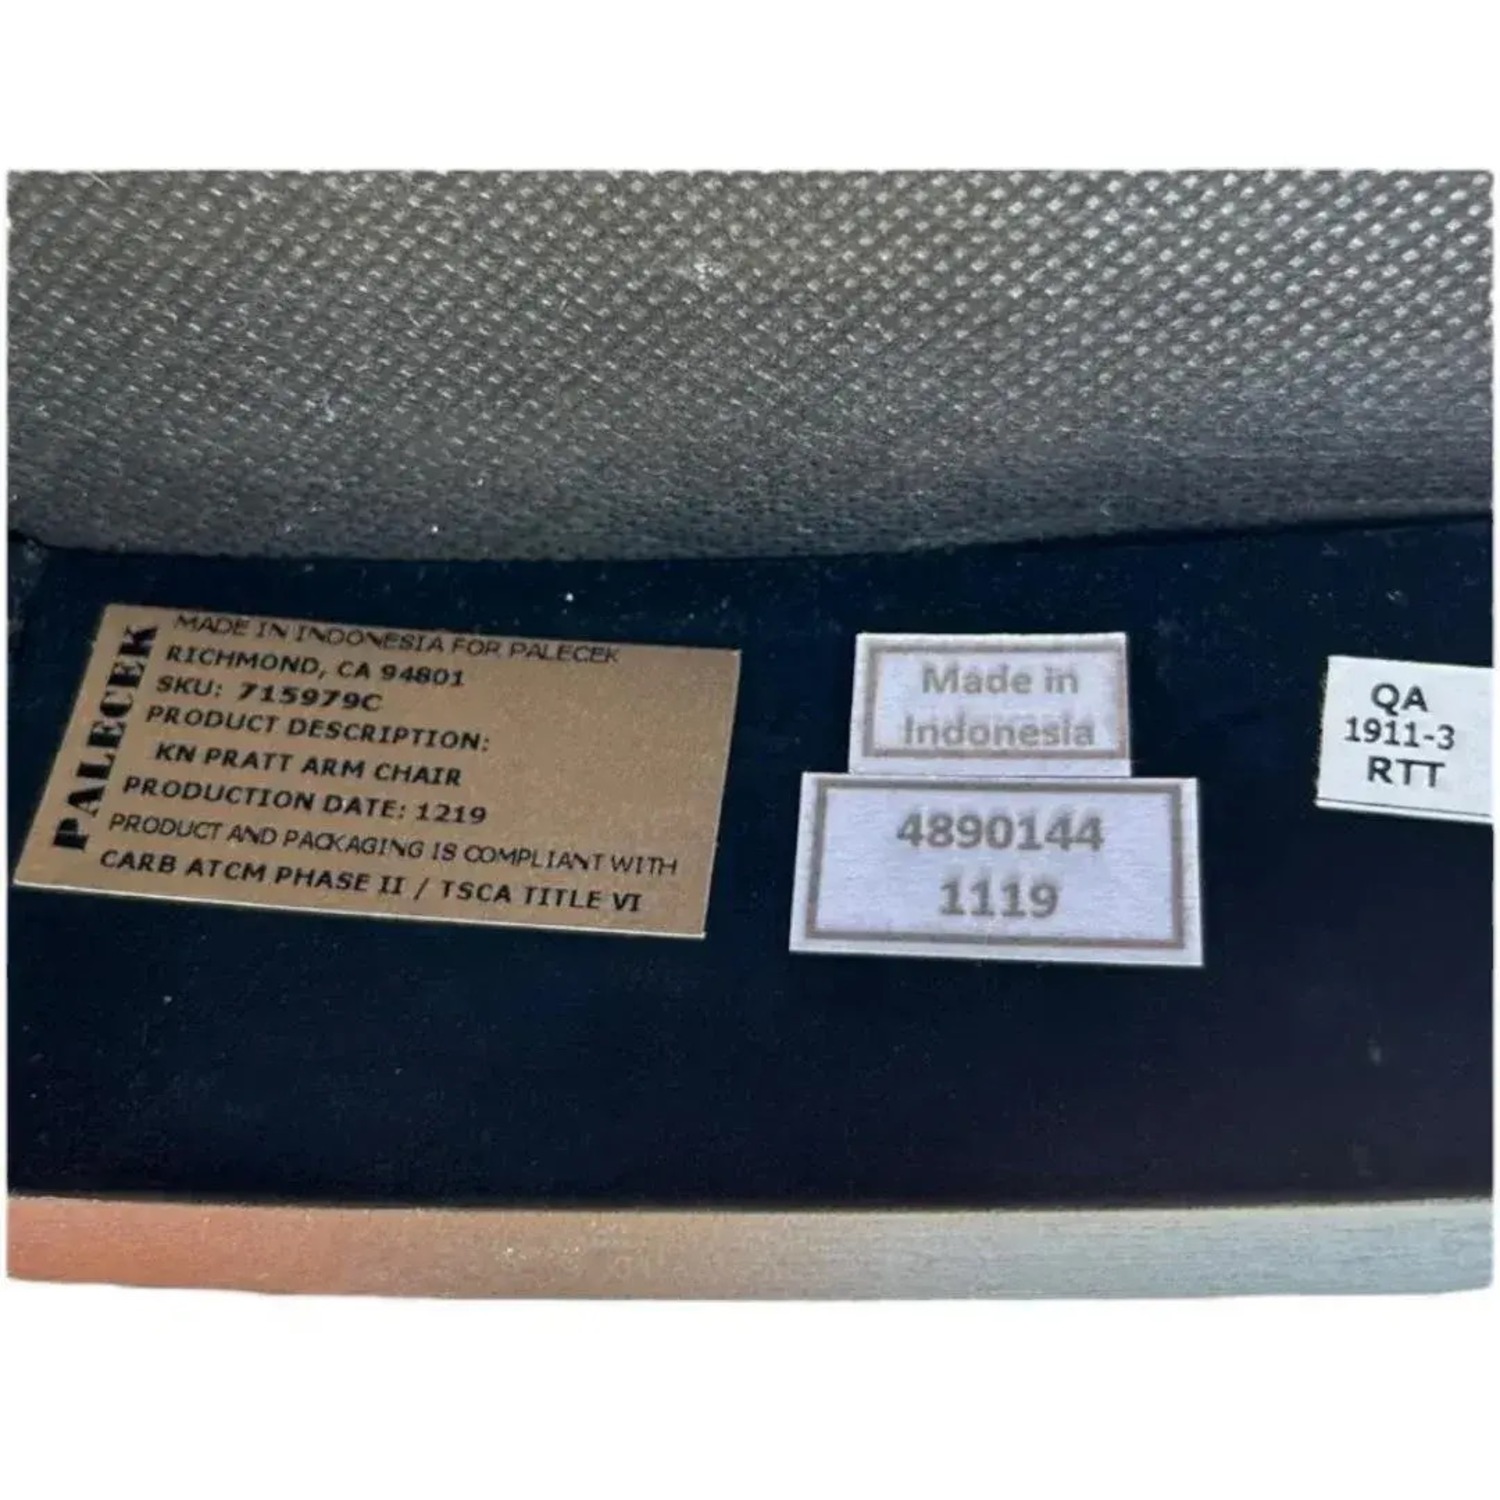 PALECEK
MADE IN INDONESIA FOR PALECEK
RICHMOND, CA 94801
SKU: 715979C
PRODUCT DESCRIPTION:
KN PRATT ARM CHAIR
PRODUCTION DATE: 1219
PRODUCT AND PACKAGING IS COMPLIANT WITH
CARB ATCM PHASE II / TSCA TITLE VI
Made in
Indonesia
4890144
1119
QA
1911-3
RTT